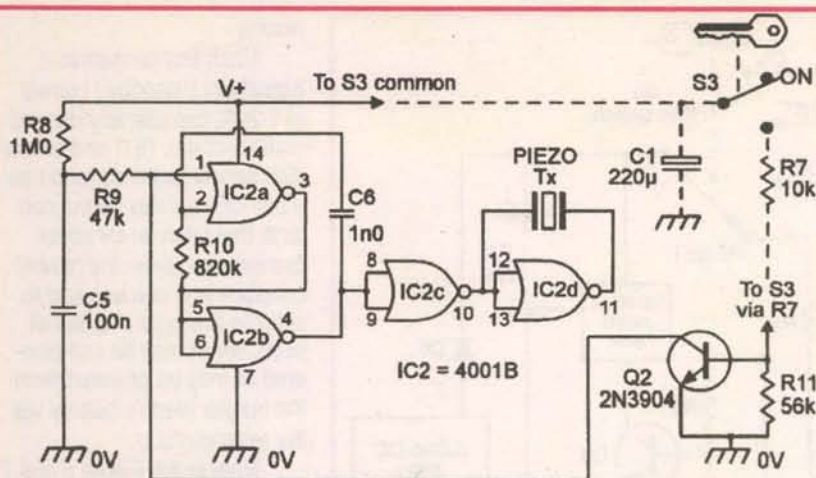 V+
To S3 common
S3
ON
R8
1M0
14
1
2
IC2a
3
R9
47k
C6
1n0
PIEZO
Tx
C1
220µ
R7
10k
R10
820k
8
9
IC2c
10
12
13
IC2d
11
To S3
via R7
C5
100n
5
6
IC2b
4
7
IC2 = 4001B
Q2
2N3904
R11
56k
0V
0V
0V